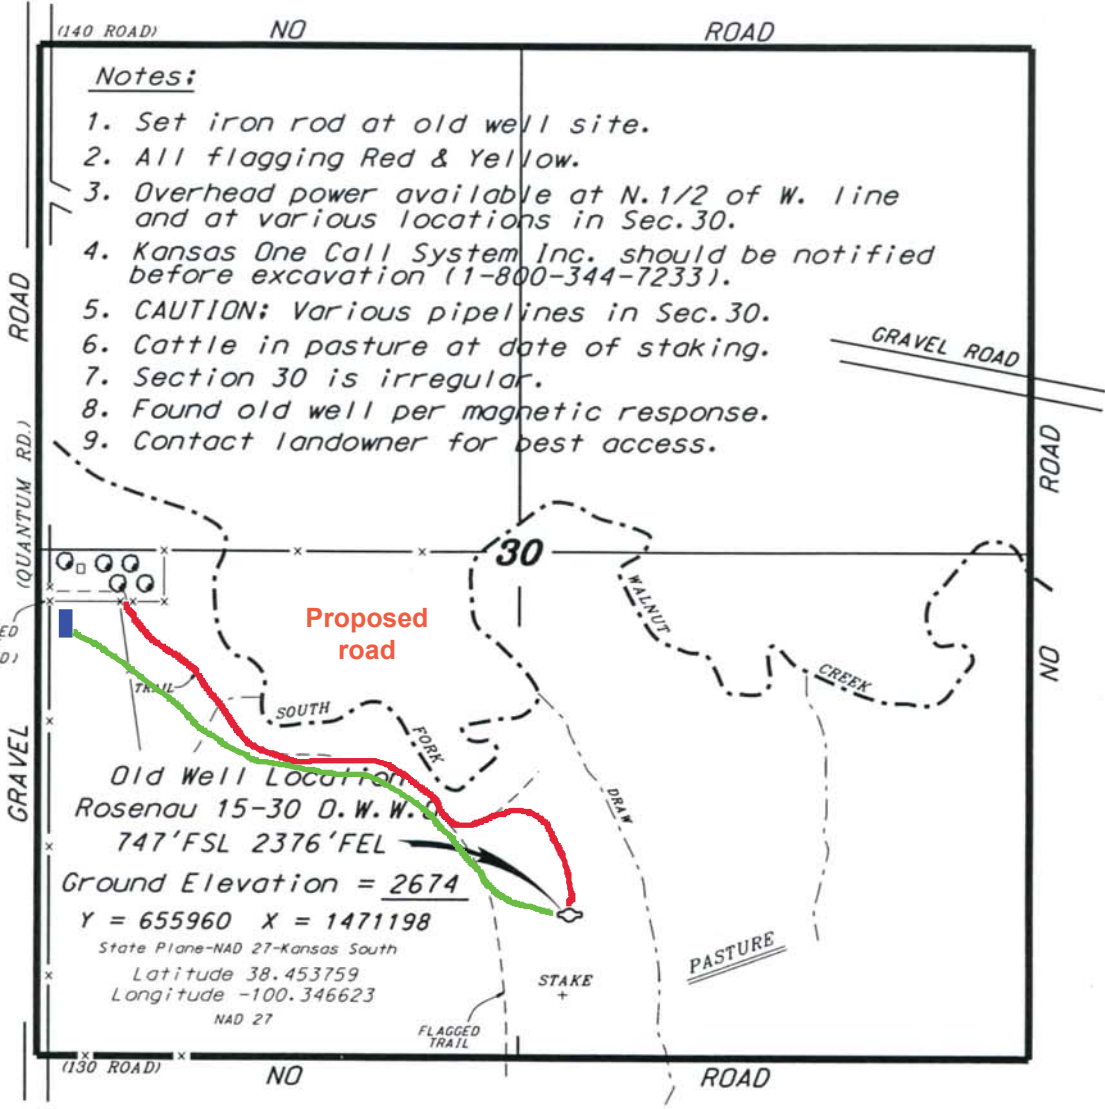 (140 ROAD) NO ROAD
Notes:
1. Set iron rod at old well site.
2. All flagging Red & Yellow.
3. Overhead power available at N.1/2 of W. line
and at various locations in Sec.30.
4. Kansas One Call System Inc. should be notified
before excavation (1-800-344-7233).
5. CAUTION: Various pipelines in Sec.30.
6. Cattle in pasture at date of staking.
7. Section 30 is irregular.
8. Found old well per magnetic response.
9. Contact landowner for best access.
ROAD
GRAVEL ROAD
(QUANTUM RD.)
ROAD
30
WALNUT
Proposed
road
NO
CREEK
TRAIL
SOUTH
FORK
GRAVEL
Old Well Location
Rosenau 15-30 O.W.W.O
747'FSL 2376'FEL
DRAW
Ground Elevation = 2674
Y = 655960 X = 1471198
State Plane-NAD 27-Kansas South
PASTURE
Latitude 38.453759
Longitude -100.346623
STAKE
NAD 27
FLAGGED
TRAIL
(130 ROAD) NO ROAD